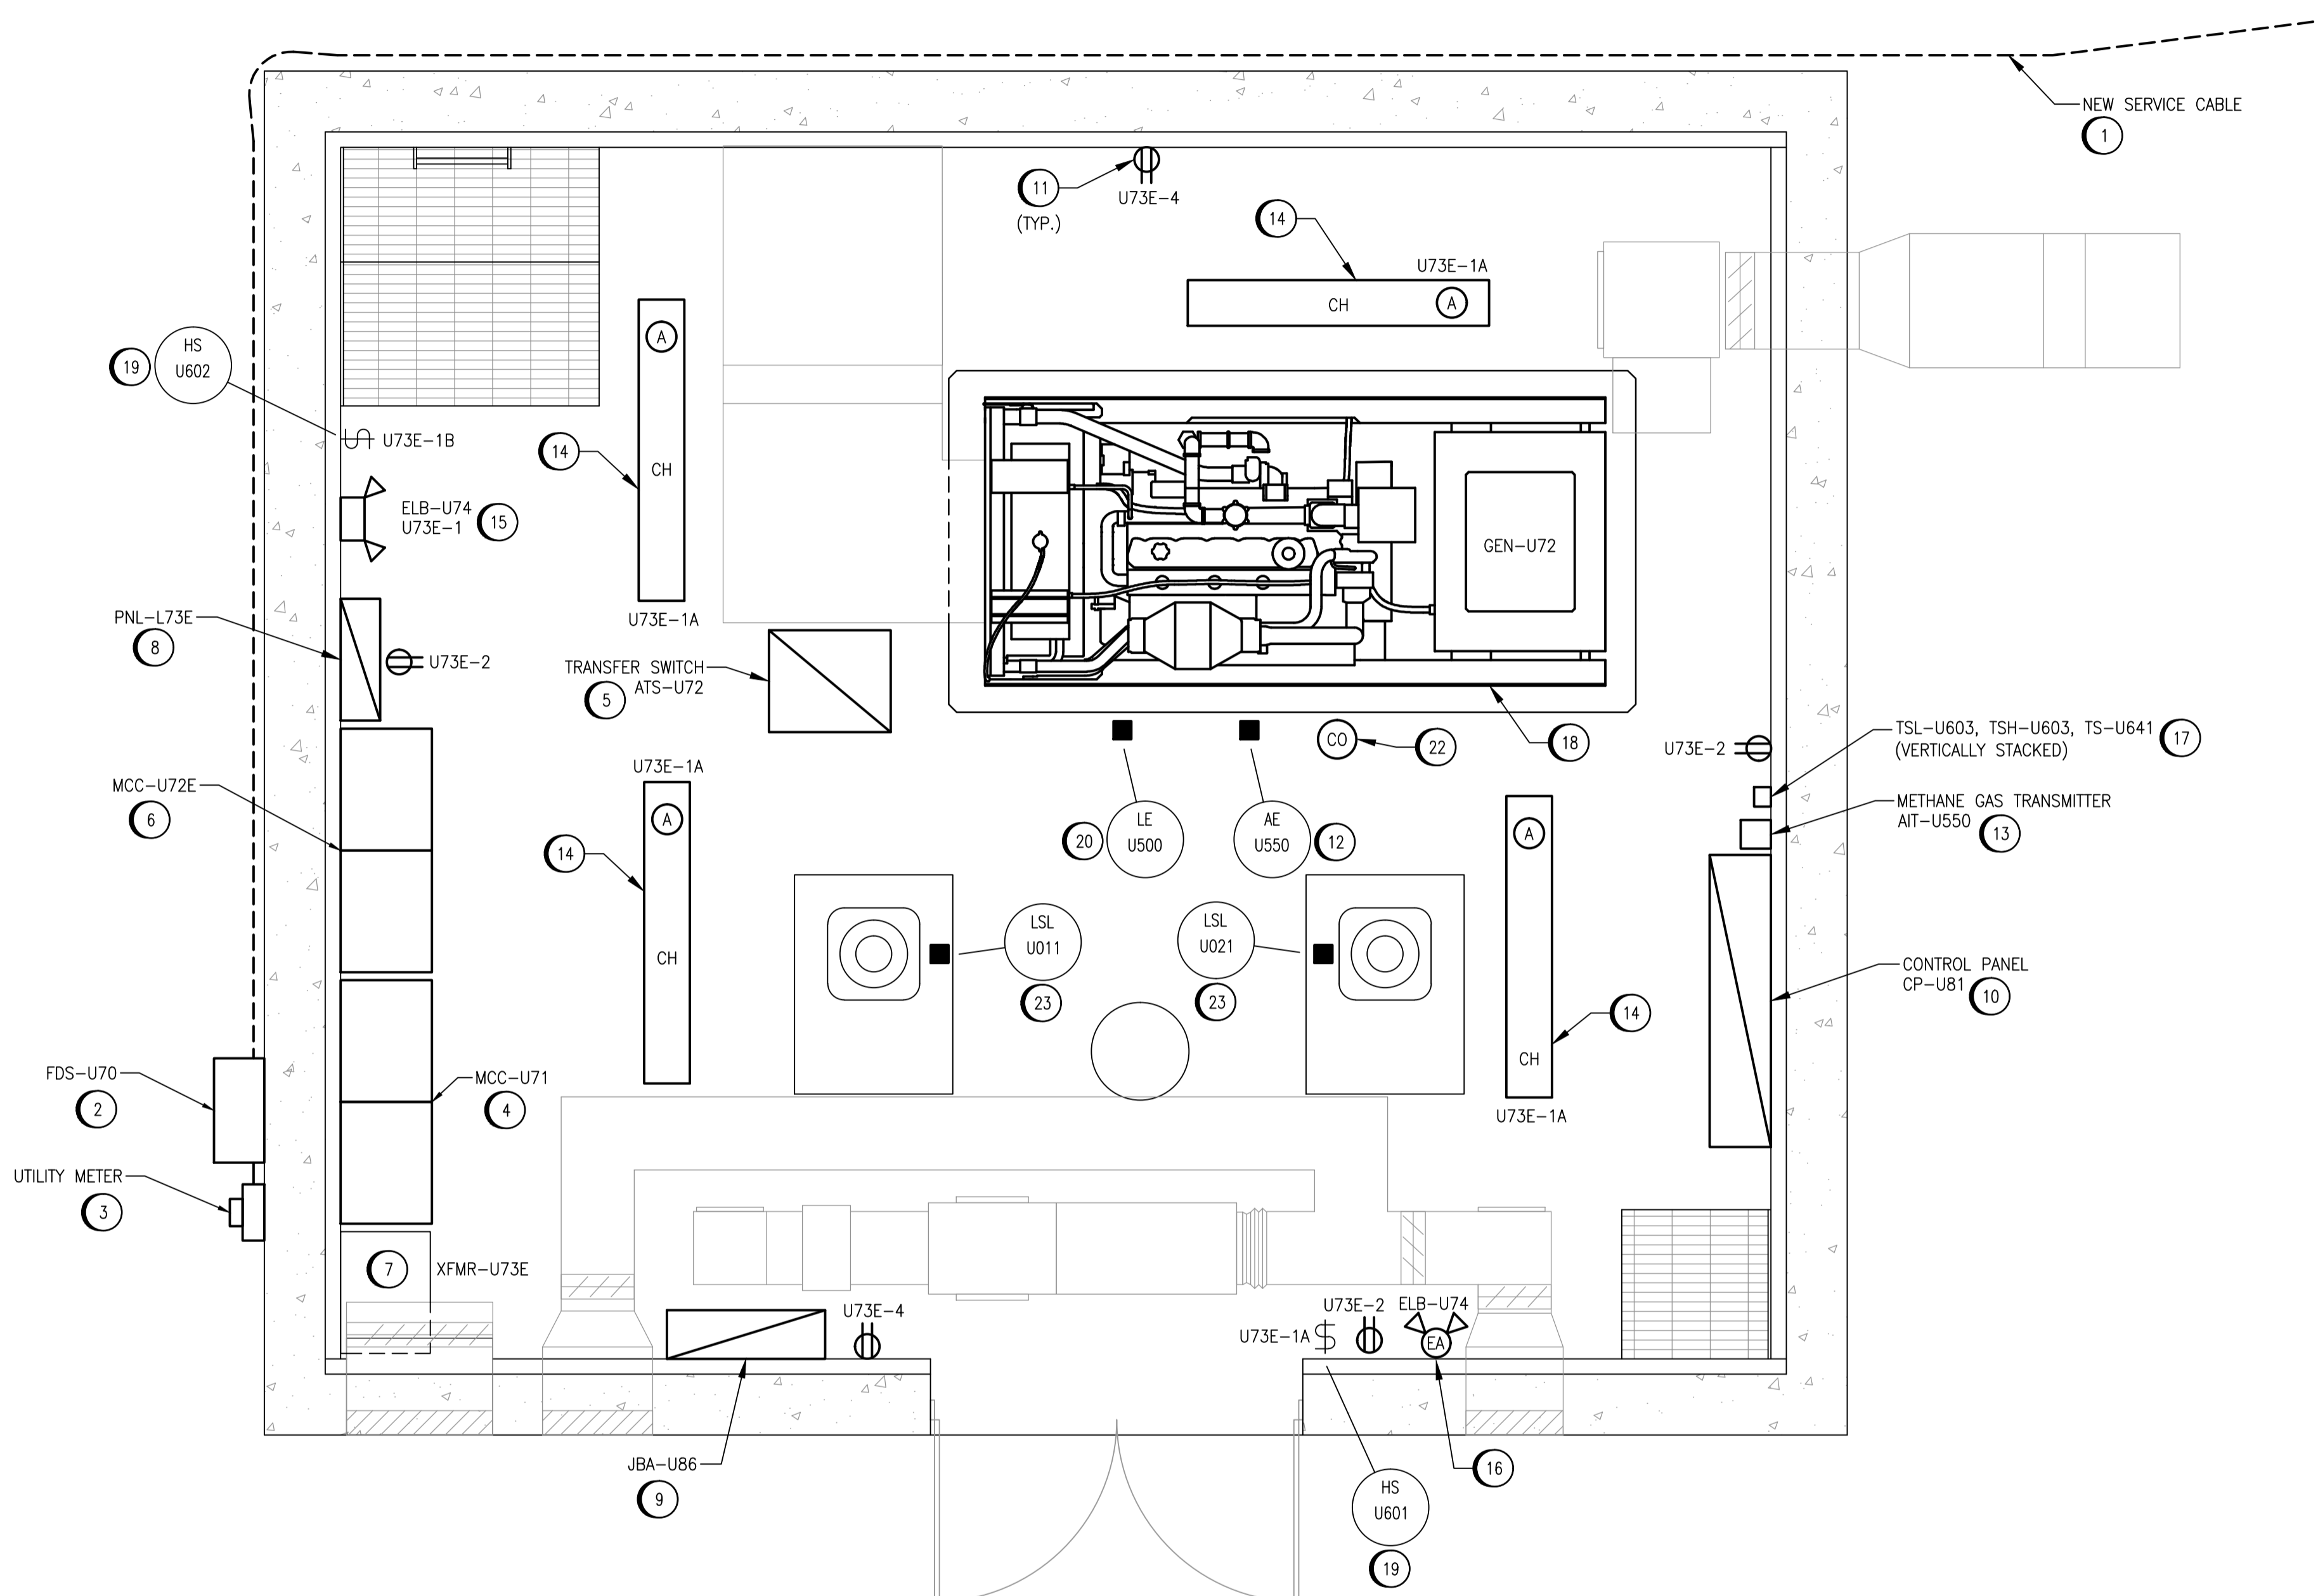 NEW SERVICE CABLE
1
11
(TYP.)
U73E-4
14
U73E-1A
CH
A
A
CH
U73E-1A
14
19
HS
U602
U73E-1B
ELB-U74
U73E-1
15
PNL-L73E
8
U73E-2
TRANSFER SWITCH
ATS-U72
5
GEN-U72
18
CO
22
U73E-2
TSL-U603, TSH-U603, TS-U641
(VERTICALLY STACKED)
17
METHANE GAS TRANSMITTER
AIT-U550
13
MCC-U72E
6
U73E-1A
A
CH
14
20
LE
U500
AE
U550
12
A
CH
U73E-1A
14
LSL
U011
23
LSL
U021
23
CONTROL PANEL
CP-U81
10
FDS-U70
2
MCC-U71
4
UTILITY METER
3
7
XFMR-U73E
U73E-4
U73E-2
ELB-U74
U73E-1A
EA
JBA-U86
9
16
HS
U601
19